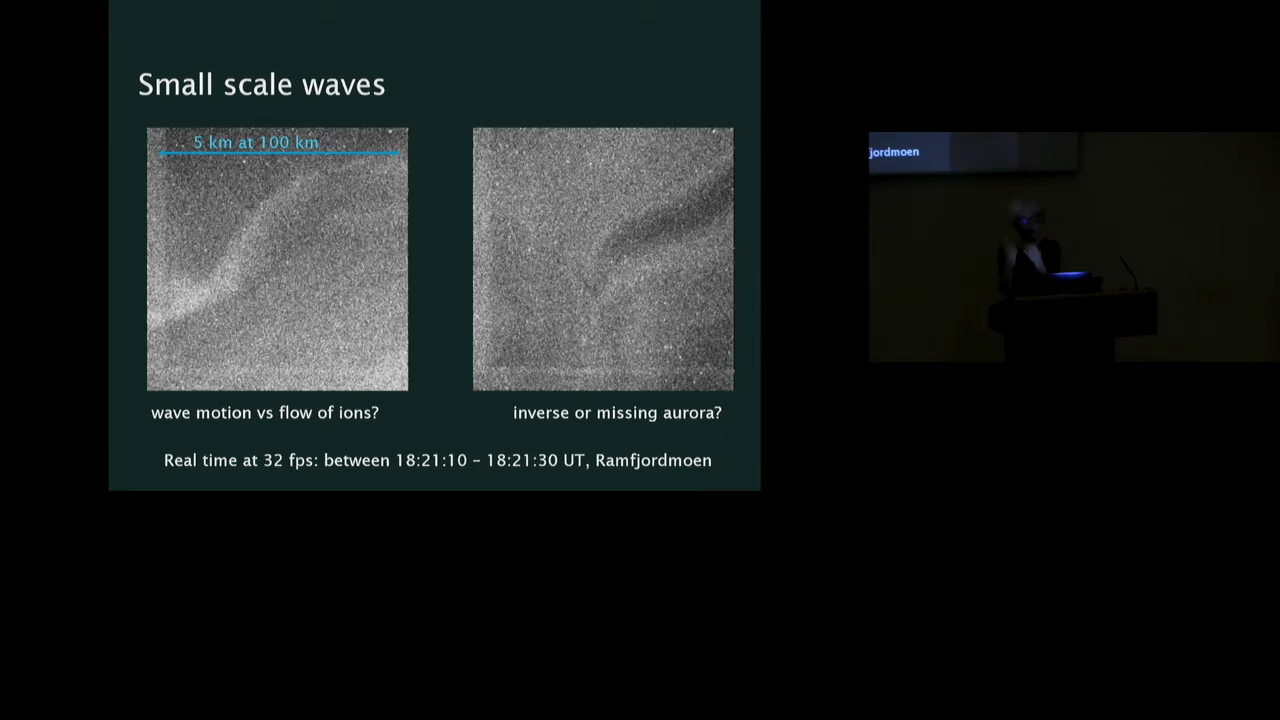 Small scale waves
5 km at 100 km
wave motion vs flow of ions?
inverse or missing aurora?
Real time at 32 fps: between 18:21:10 – 18:21:30 UT, Ramfjordmoen
jordmoen